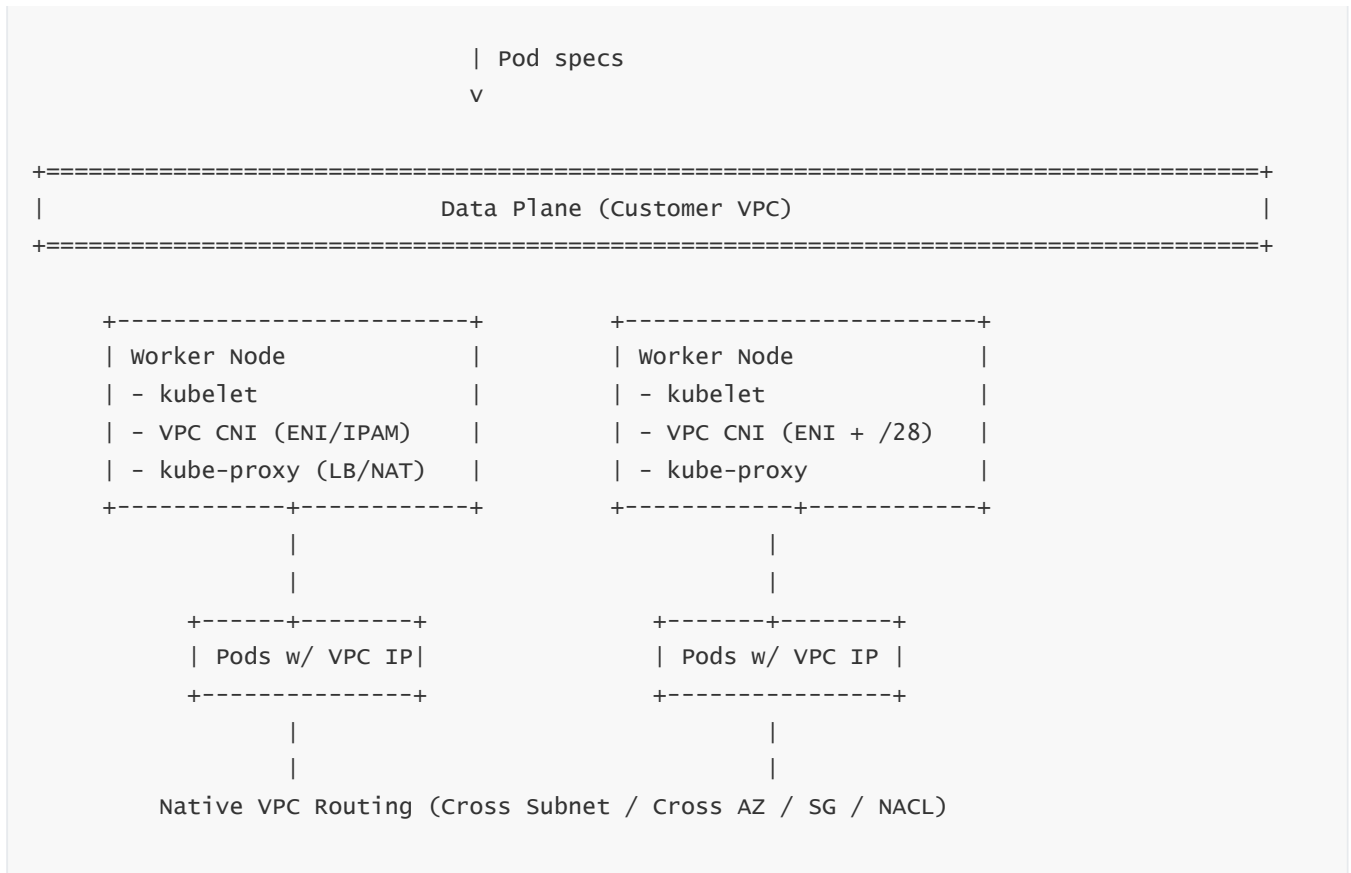 | Pod specs
v
+======================================================================================+
| Data Plane (Customer VPC) |
+======================================================================================+
+-------------------------+ +--------------------------+
| Worker Node | | Worker Node |
| - kubelet | | - kubelet |
| - VPC CNI (ENI/IPAM) | | - VPC CNI (ENI + /28) |
| - kube-proxy (LB/NAT) | | - kube-proxy |
+------------+------------+ +------------+------------+
| |
| |
+------+--------+ +-------+--------+
| Pods w/ VPC IP| | Pods w/ VPC IP |
+---------------+ +----------------+
| |
| |
Native VPC Routing (Cross Subnet / Cross AZ / SG / NACL)